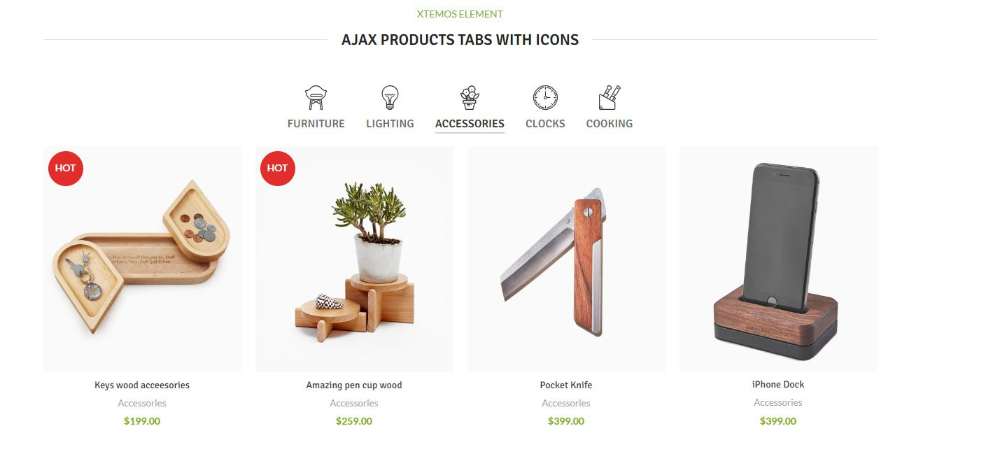 XTEMOS ELEMENT
AJAX PRODUCTS TABS WITH ICONS
FURNITURE LIGHTING ACCESSORIES CLOCKS COOKING
HOT HOT
Keys wood acceesories Amazing pen cup wood Pocket Knife iPhone Dock
Accessories Accessories Accessories Accessories
$199.00 $259.00 $399.00 $399.00